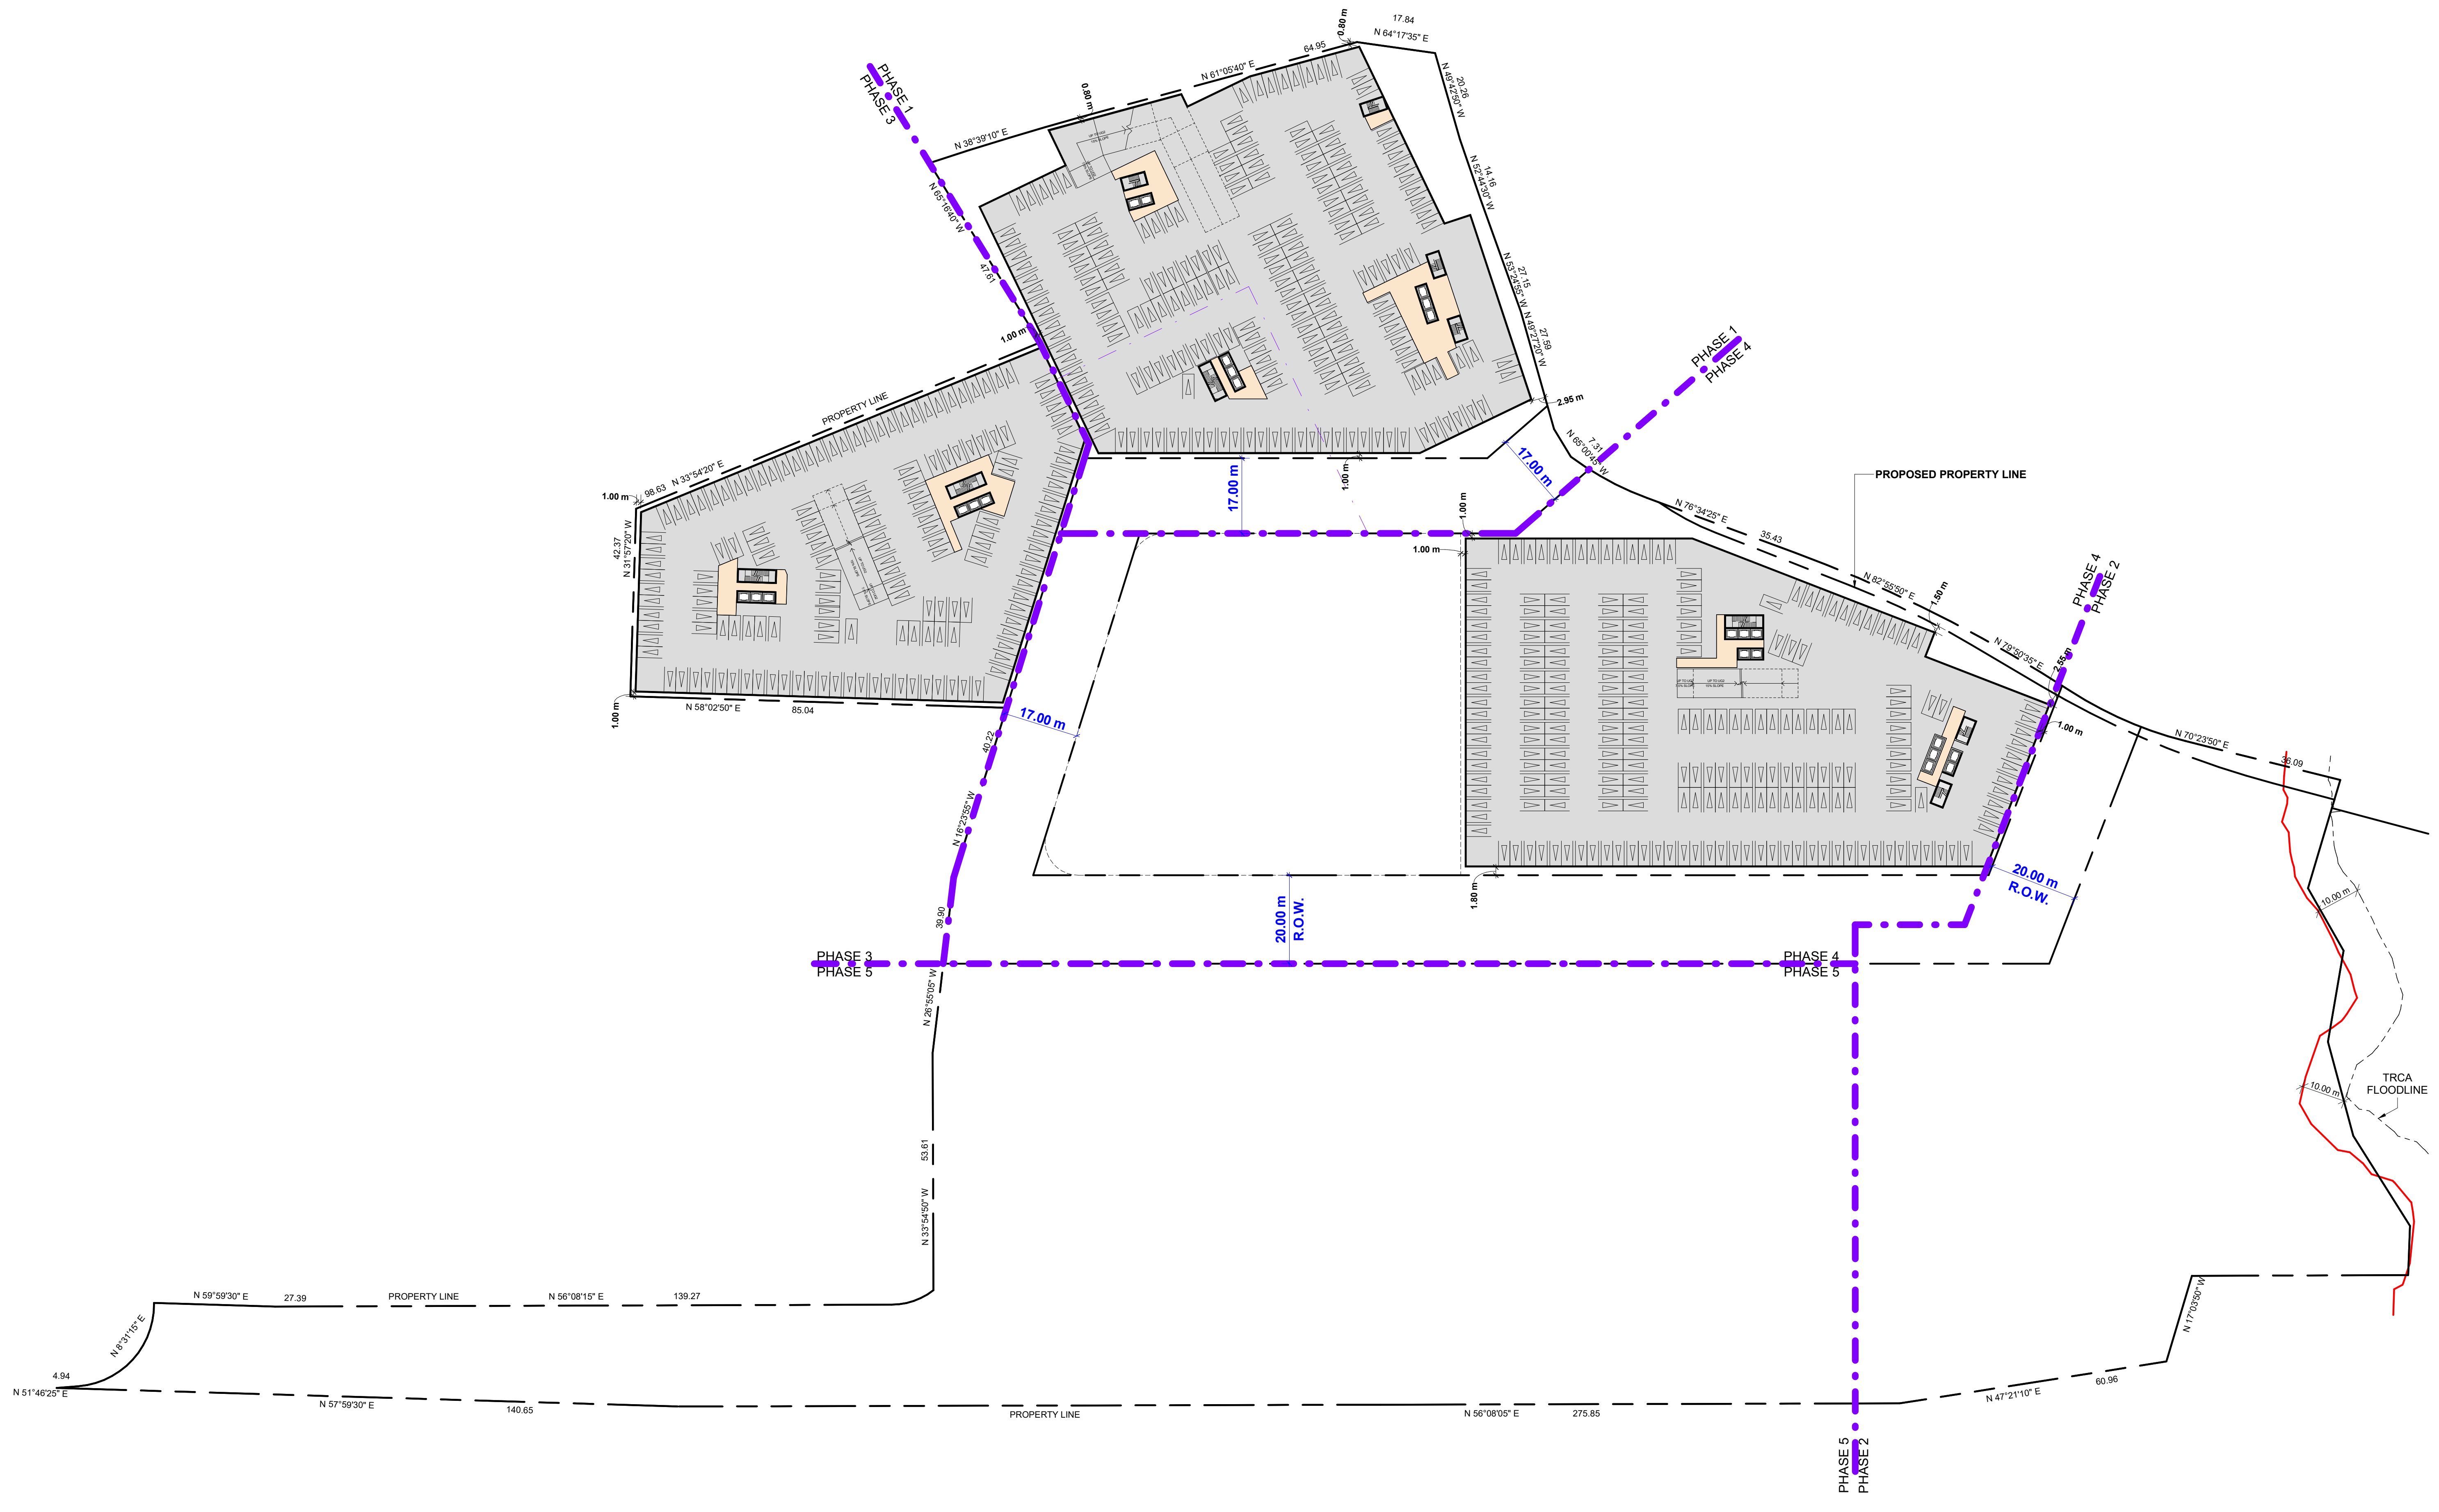 0.80 m
17.84
N 64°17'35" E
64.95
N 61°05'40" E
PHASE 1
PHASE 3
0.80 m
N 38°39'10" E
20.26
N 49°42'50" W
14.16
N 52°44'30" W
N 65°16'40" W
47.61
27.15
N 53°24'55" W
27.59
N 49°27'20" W
1.00 m
PHASE 1
PHASE 4
2.95 m
PROPERTY LINE
7.31
N 65°00'45" W
17.00 m
17.00 m
1.00 m
PROPOSED PROPERTY LINE
98.63
N 33°54'20" E
1.00 m
1.00 m
N 76°34'25" E
35.43
42.37
N 31°57'20" W
1.00 m
PHASE 4
PHASE 2
N 82°55'50" E
1.50 m
N 79°50'35" E
2.55 m
UP TO UG2
10% SLOPE
1.00 m
N 58°02'50" E
85.04
17.00 m
40.22
1.00 m
N 70°23'50" E
36.09
N 16°23'55" W
1.80 m
20.00 m
R.O.W.
10.00 m
39.90
20.00 m
R.O.W.
PHASE 3
PHASE 5
PHASE 4
PHASE 5
N 26°55'05" W
10.00 m
TRCA
FLOODLINE
53.61
N 33°54'50" W
N 59°59'30" E
27.39
PROPERTY LINE
N 56°08'15" E
139.27
N 8°31'15" E
N 17°03'50" W
4.94
N 51°46'25" E
N 57°59'30" E
140.65
PROPERTY LINE
N 56°08'05" E
275.85
N 47°21'10" E
60.96
PHASE 5
PHASE 2